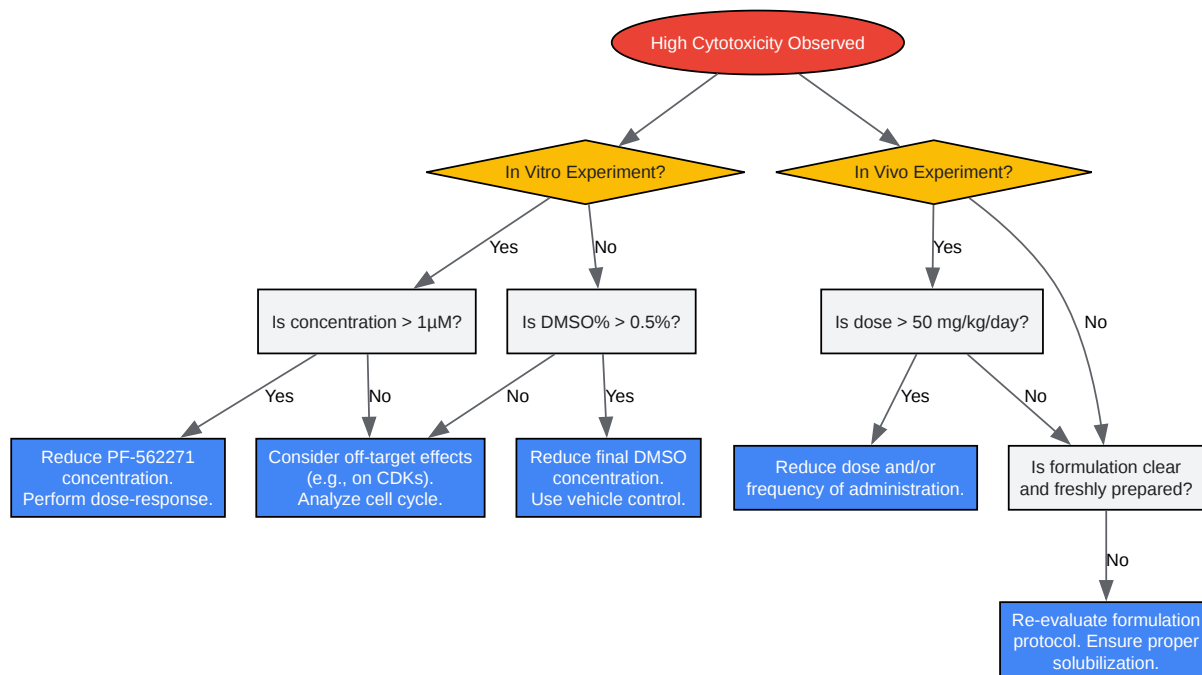 High Cytotoxicity Observed
In Vitro Experiment?
In Vivo Experiment?
Yes
No
Yes
No
Is concentration > 1µM?
Is DMSO% > 0.5%?
Is dose > 50 mg/kg/day?
Yes
No
No
Yes
Yes
No
Reduce PF-562271
concentration.
Perform dose-response.
Consider off-target effects
(e.g., on CDKs).
Analyze cell cycle.
Reduce final DMSO
concentration.
Use vehicle control.
Reduce dose and/or
frequency of administration.
Is formulation clear
and freshly prepared?
No
Re-evaluate formulation
protocol. Ensure proper
solubilization.